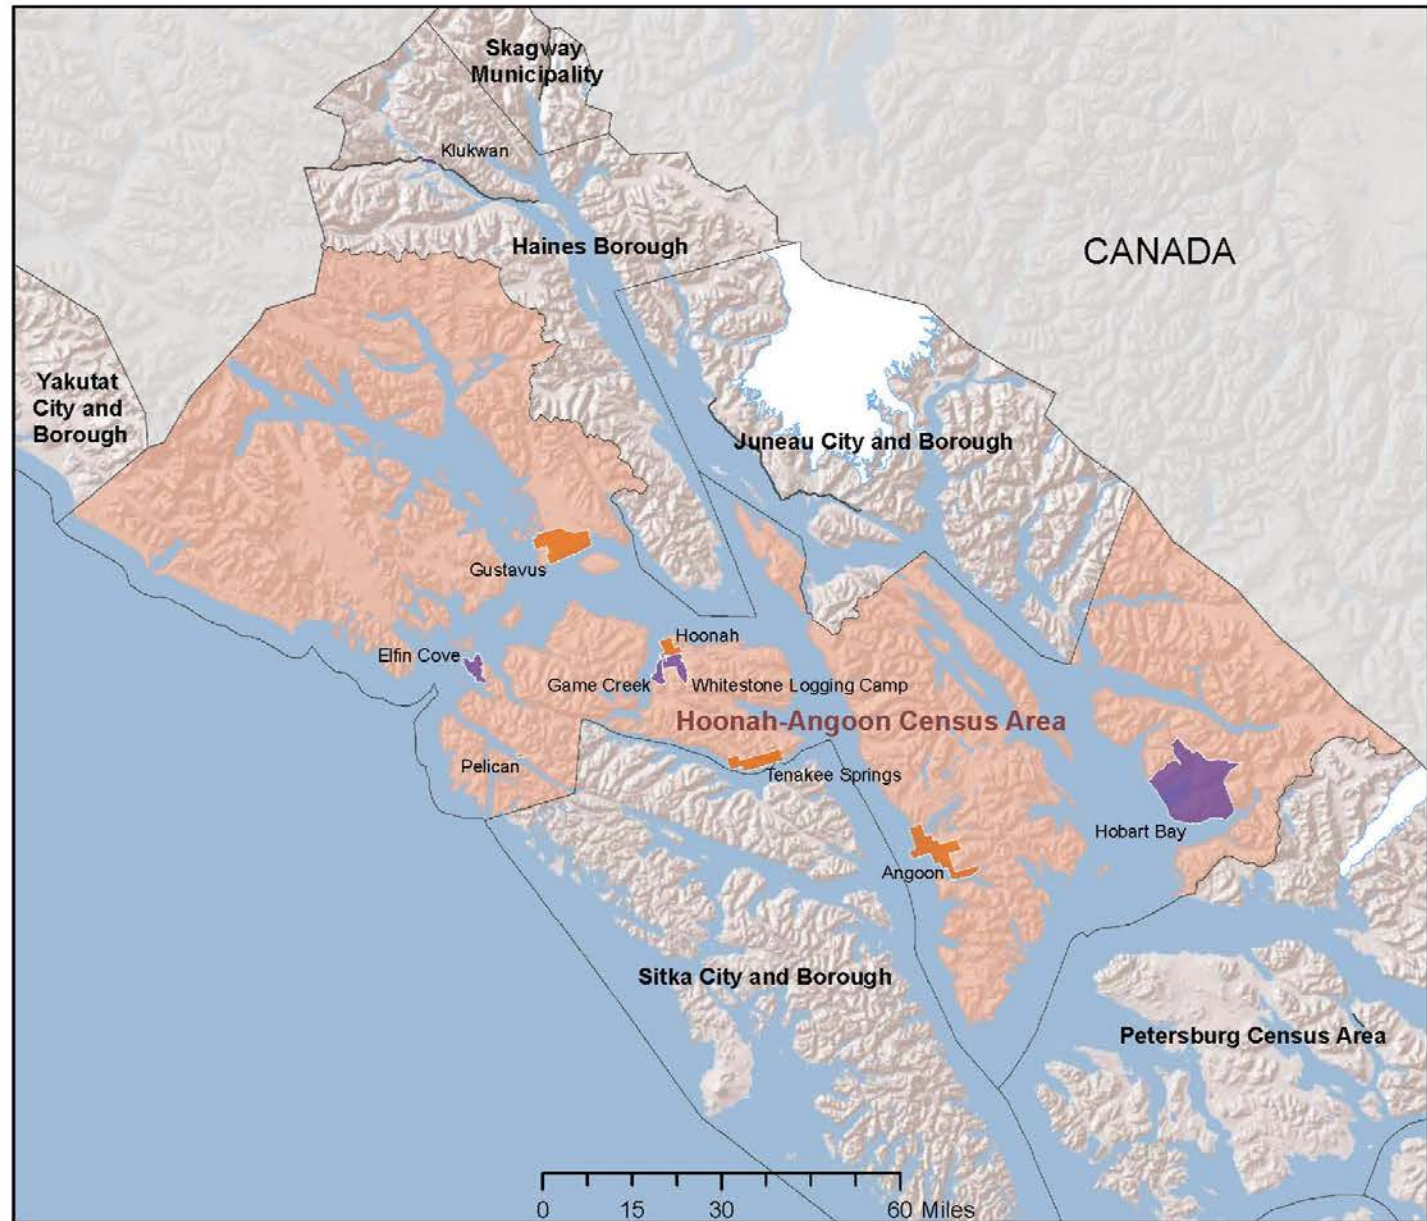 Skagway
Municipality
Klukwan
Haines Borough
CANADA
Yakutat
City and
Borough
Juneau City and Borough
Gustavus
Hoonah
Elfin Cove
Game Creek
Whitestone Logging Camp
Hoonah-Angoon Census Area
Pelican
Tenakee Springs
Hobart Bay
Angoon
Sitka City and Borough
Petersburg Census Area
0 15 30 60 Miles